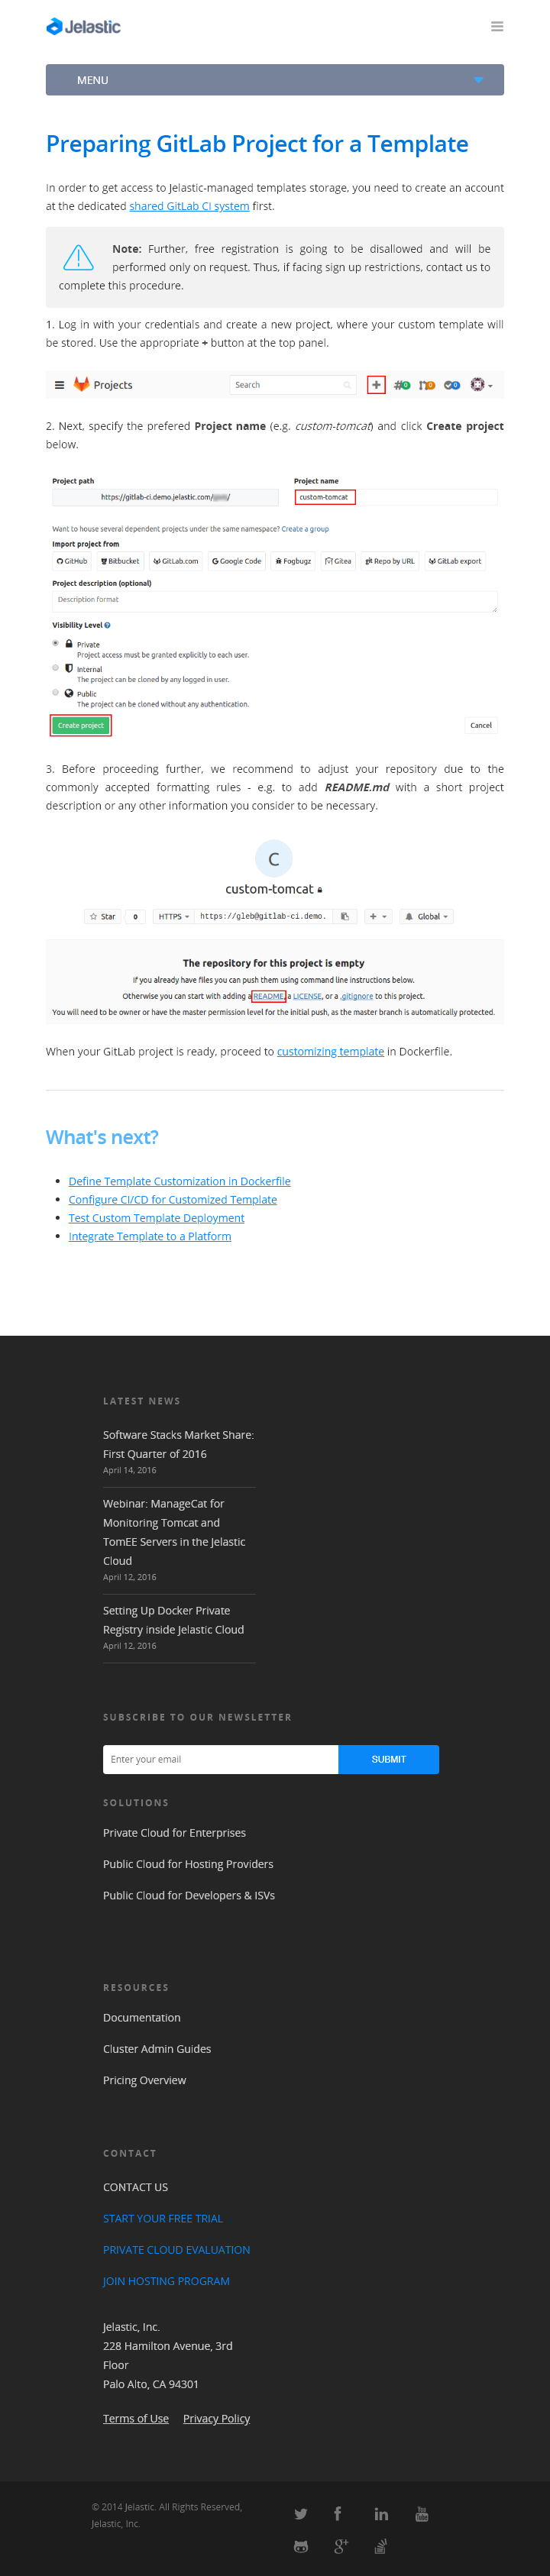 Jelastic
MENU
Preparing GitLab Project for a Template
In order to get access to Jelastic-managed templates storage, you need to create an account
at the dedicated shared GitLab CI system first.
Note: Further, free registration is going to be disallowed and will be
performed only on request. Thus, if facing sign up restrictions, contact us to
complete this procedure.
1. Log in with your credentials and create a new project, where your custom template will
be stored. Use the appropriate + button at the top panel.
Projects Search 0 0 0
2. Next, specify the prefered Project name (e.g. custom-tomcat) and click Create project
below.
Project path Project name
https://gitlab-ci.demo.jelastic.com/ / custom-tomcat
Want to house several dependent projects under the same namespace? Create a group
Import project from
GitHub Bitbucket GitLab.com Google Code Fogbugz Gitea Repo by URL GitLab export
Project description (optional)
Description format
Visibility Level
Private
Project access must be granted explicitly to each user.
Internal
The project can be cloned by any logged in user.
Public
The project can be cloned without any authentication.
Create project Cancel
3. Before proceeding further, we recommend to adjust your repository due to the
commonly accepted formatting rules - e.g. to add README.md with a short project
description or any other information you consider to be necessary.
C
custom-tomcat
Star 0 HTTPS https://gleb@gitlab-ci.demo. + Global
The repository for this project is empty
If you already have files you can push them using command line instructions below.
Otherwise you can start with adding a README, a LICENSE, or a .gitignore to this project.
You will need to be owner or have the master permission level for the initial push, as the master branch is automatically protected.
When your GitLab project is ready, proceed to customizing template in Dockerfile.
What's next?
Define Template Customization in Dockerfile
Configure CI/CD for Customized Template
Test Custom Template Deployment
Integrate Template to a Platform
LATEST NEWS
Software Stacks Market Share:
First Quarter of 2016
April 14, 2016
Webinar: ManageCat for
Monitoring Tomcat and
TomEE Servers in the Jelastic
Cloud
April 12, 2016
Setting Up Docker Private
Registry inside Jelastic Cloud
April 12, 2016
SUBSCRIBE TO OUR NEWSLETTER
Enter your email SUBMIT
SOLUTIONS
Private Cloud for Enterprises
Public Cloud for Hosting Providers
Public Cloud for Developers & ISVs
RESOURCES
Documentation
Cluster Admin Guides
Pricing Overview
CONTACT
CONTACT US
START YOUR FREE TRIAL
PRIVATE CLOUD EVALUATION
JOIN HOSTING PROGRAM
Jelastic, Inc.
228 Hamilton Avenue, 3rd
Floor
Palo Alto, CA 94301
Terms of Use Privacy Policy
© 2014 Jelastic. All Rights Reserved,
Jelastic, Inc.